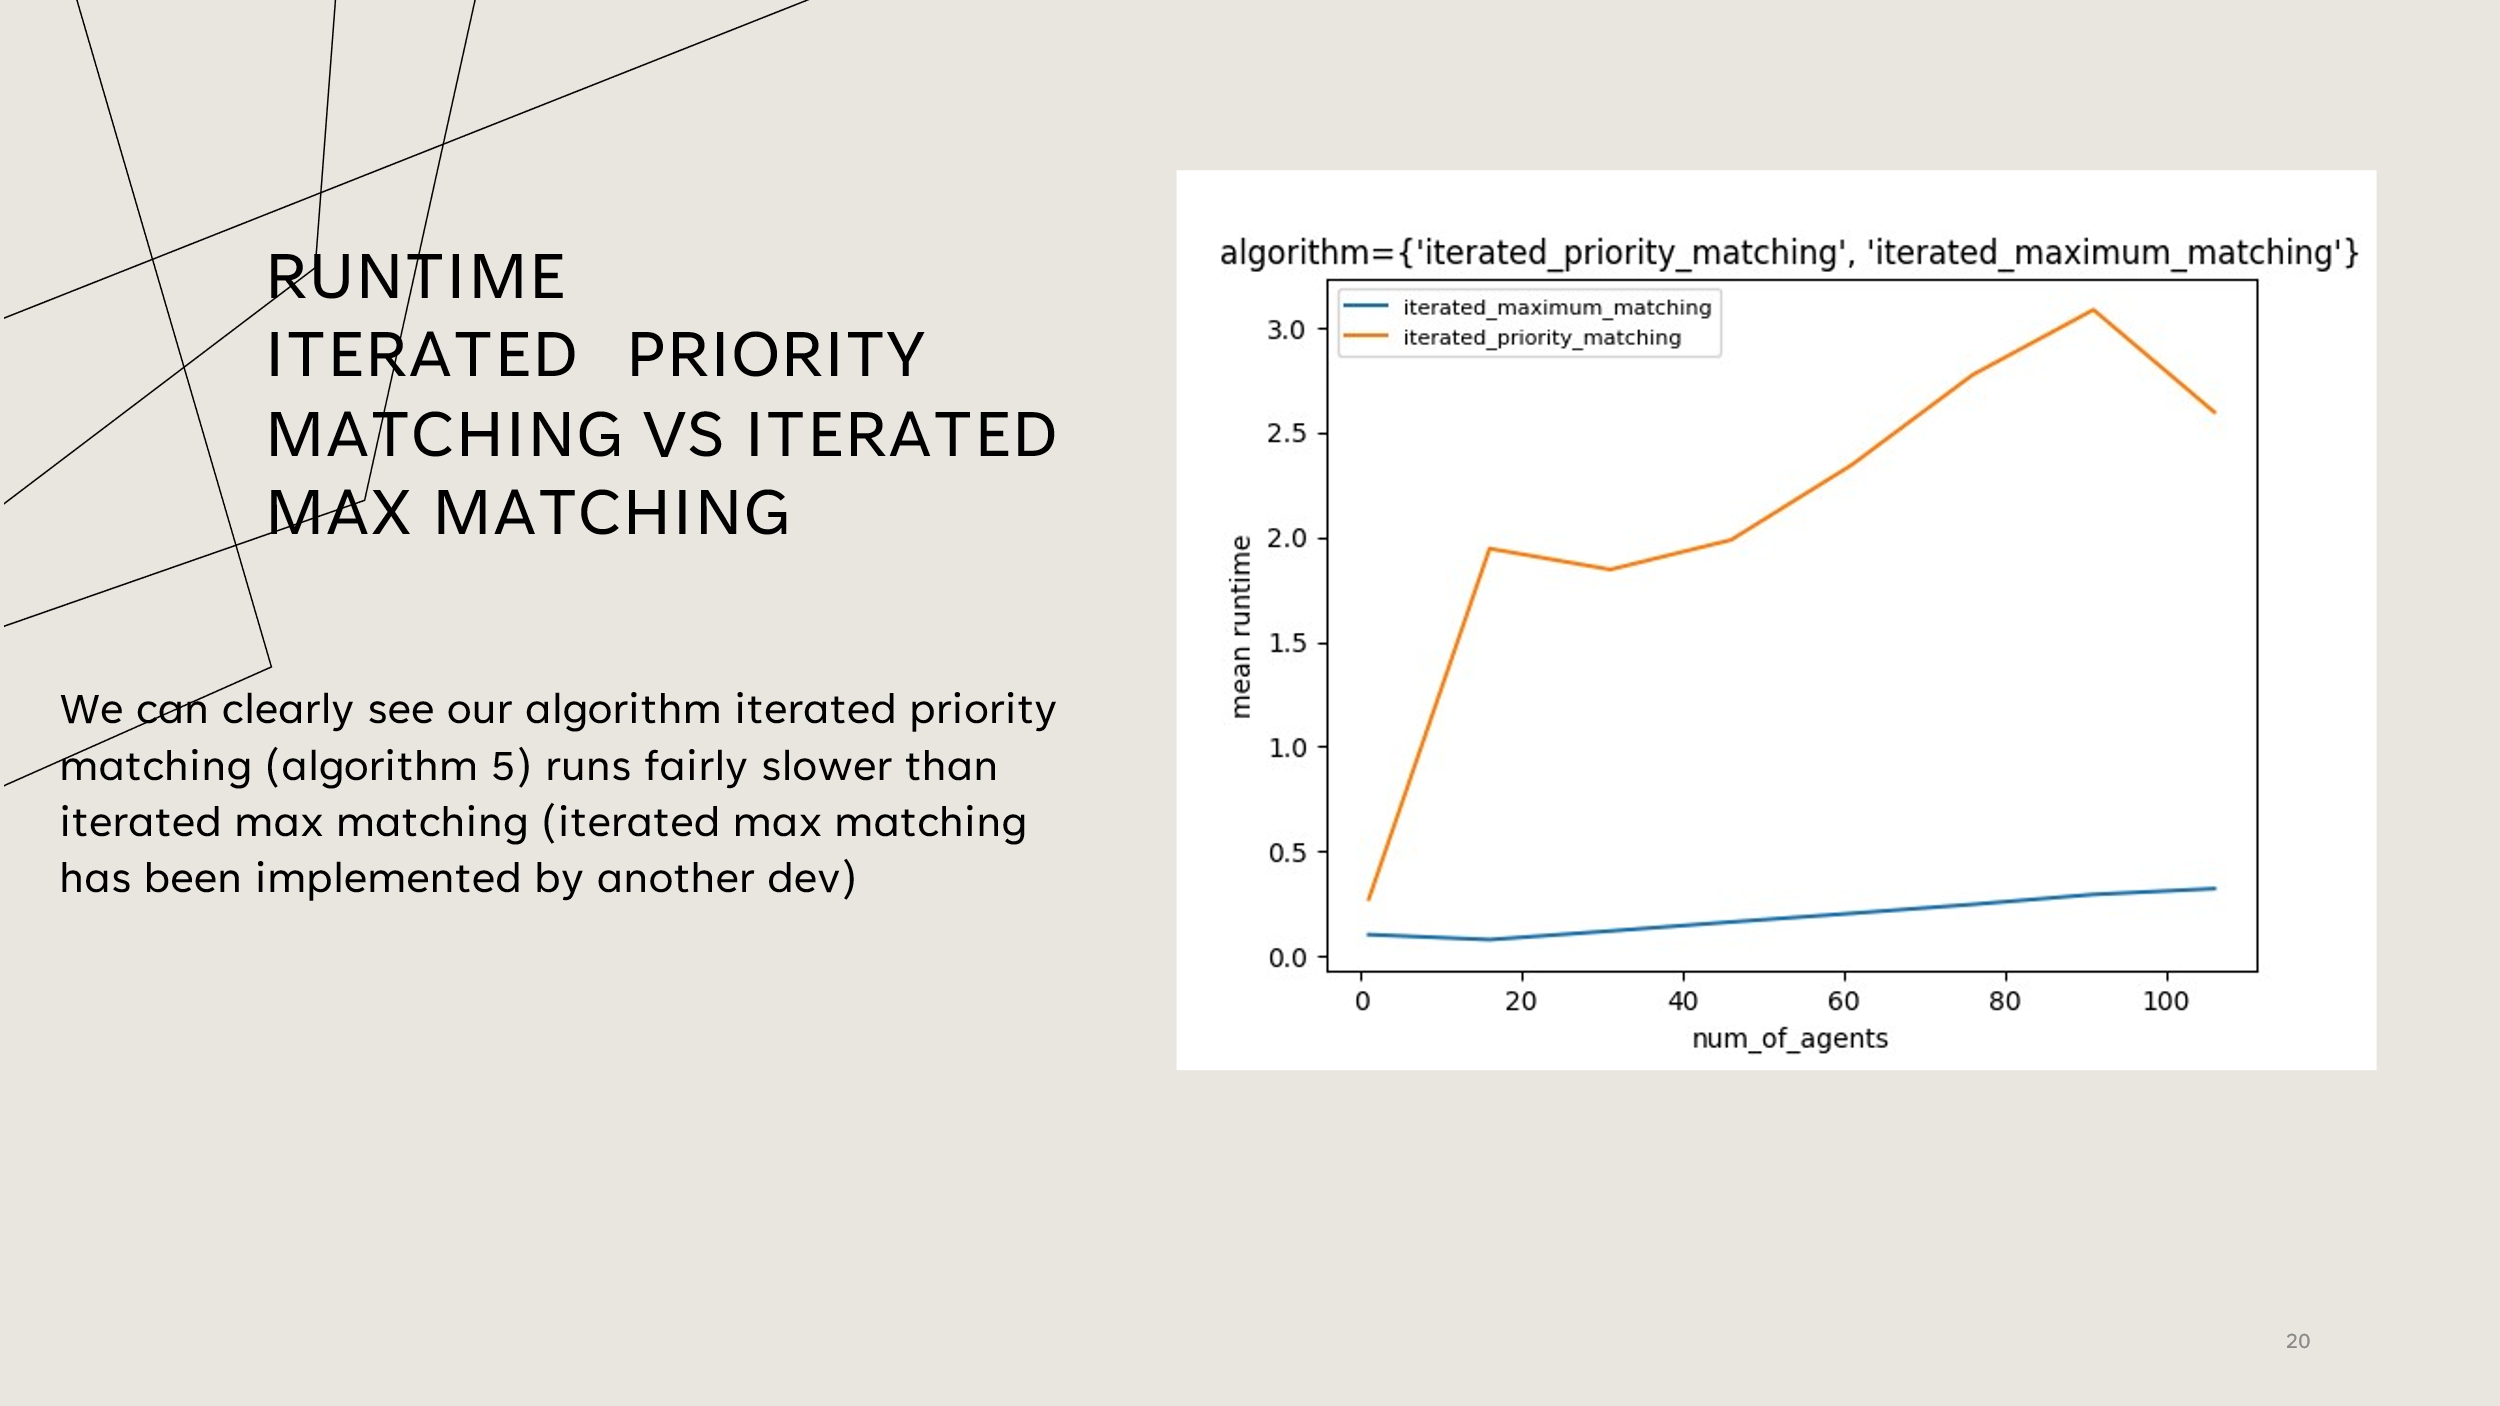 RUNTIME
ITERATED PRIORITY
MATCHING VS ITERATED
MAX MATCHING
We can clearly see our algorithm iterated priority
matching (algorithm 5) runs fairly slower than
iterated max matching (iterated max matching
has been implemented by another dev)
algorithm={'iterated_priority_matching', 'iterated_maximum_matching'}
iterated_maximum_matching
iterated_priority_matching
3.0
2.5
2.0
1.5
1.0
0.5
0.0
mean runtime
0 20 40 60 80 100
num_of_agents
20